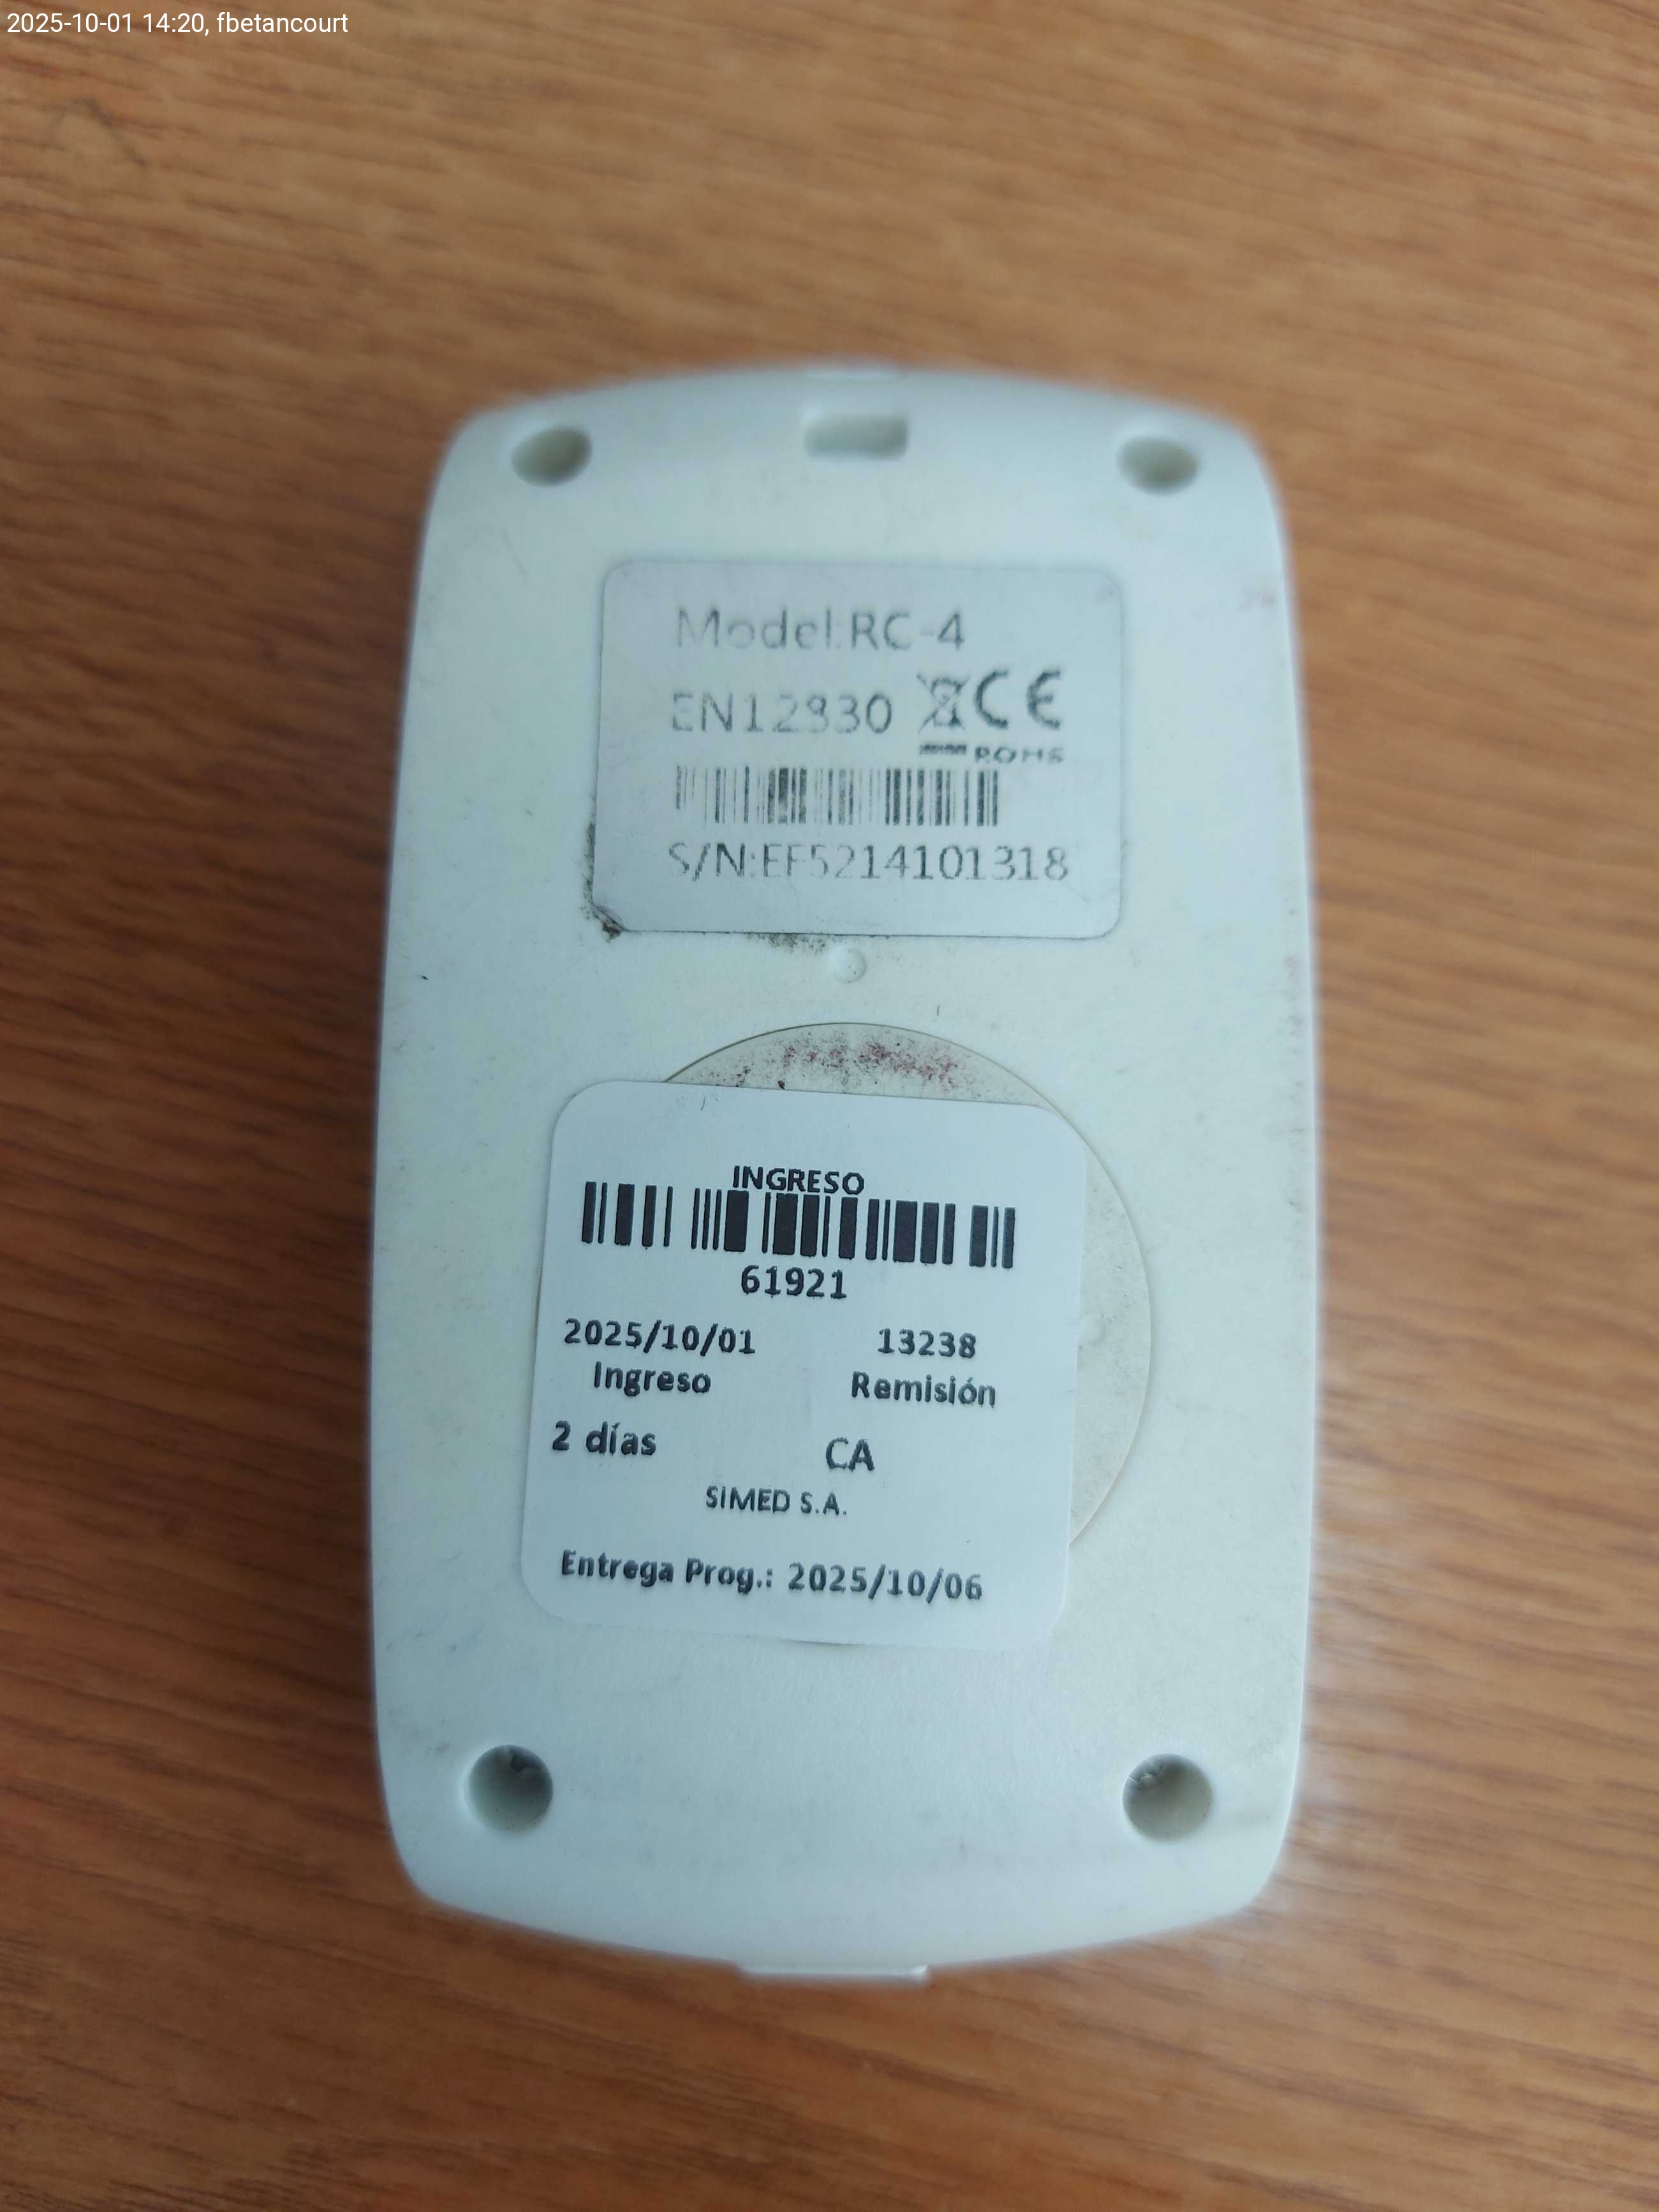 2025-10-01 14:20, fbetancourt
Model:RC-4
EN12830
CE
ROHS
S/N:EF5214101318
INGRESO
61921
2025/10/01 13238
Ingreso Remisión
2 días CA
SIMED S.A.
Entrega Prog.: 2025/10/06